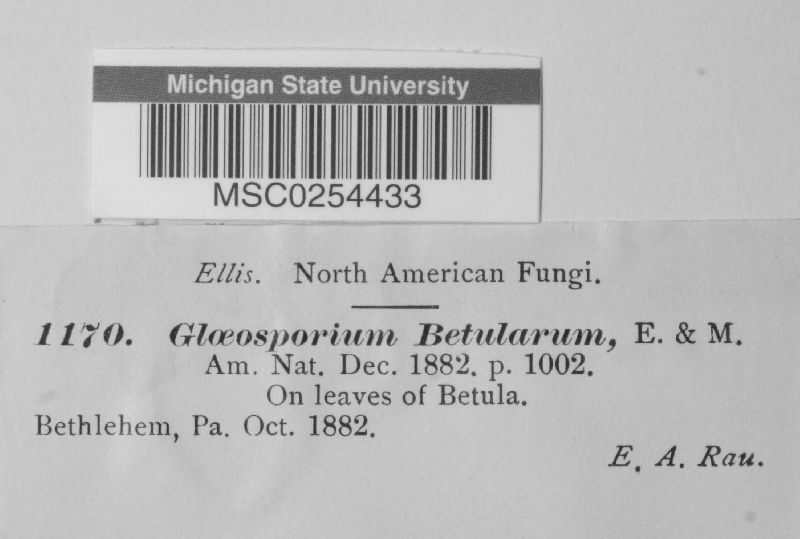 Michigan State University
MSC0254433
Ellis. North American Fungi.
1170. Glœosporium Betularum, E. & M.
Am. Nat. Dec. 1882. p. 1002.
On leaves of Betula.
Bethlehem, Pa. Oct. 1882.
E. A. Rau.